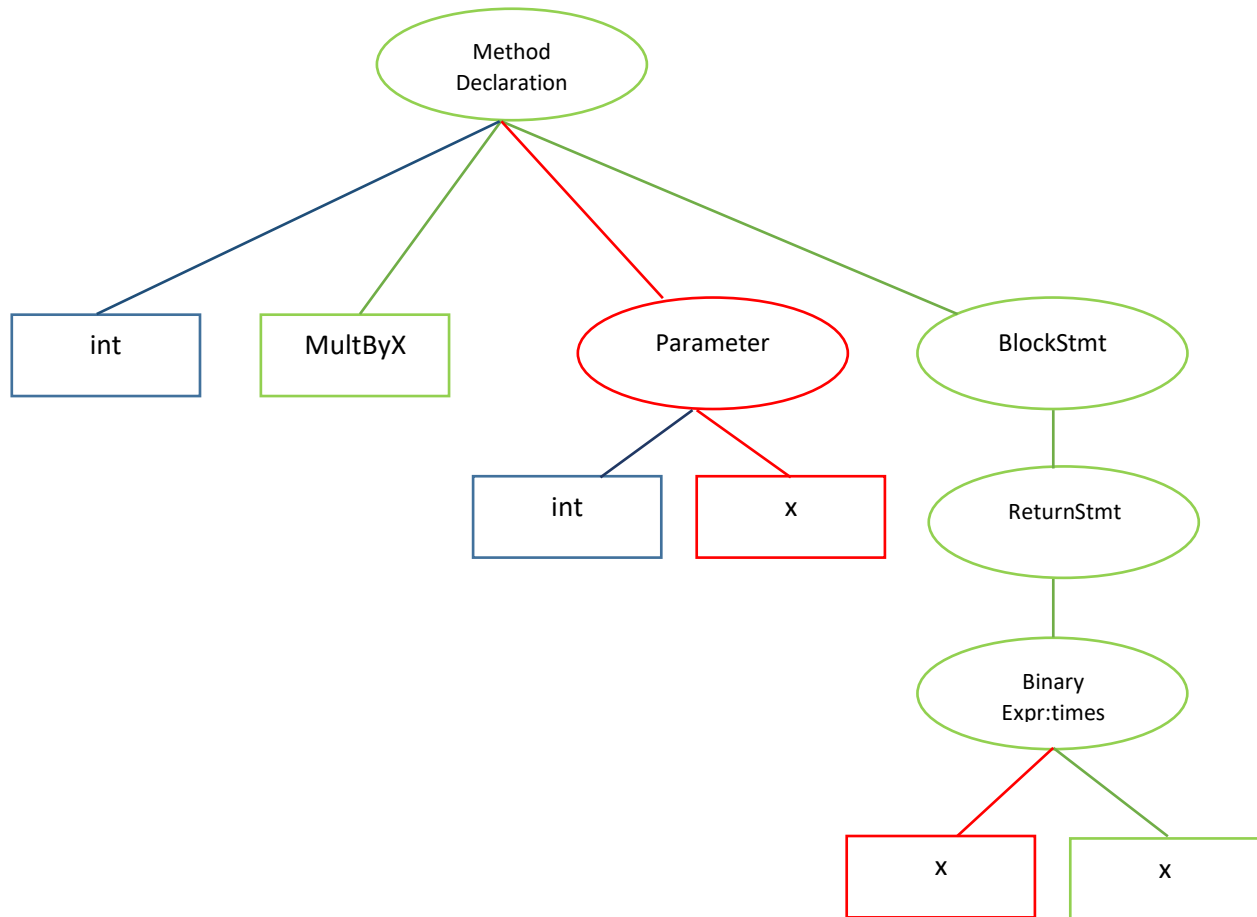 Method
Declaration
int
MultByX
Parameter
BlockStmt
int
x
ReturnStmt
Binary
Expr:times
x
x